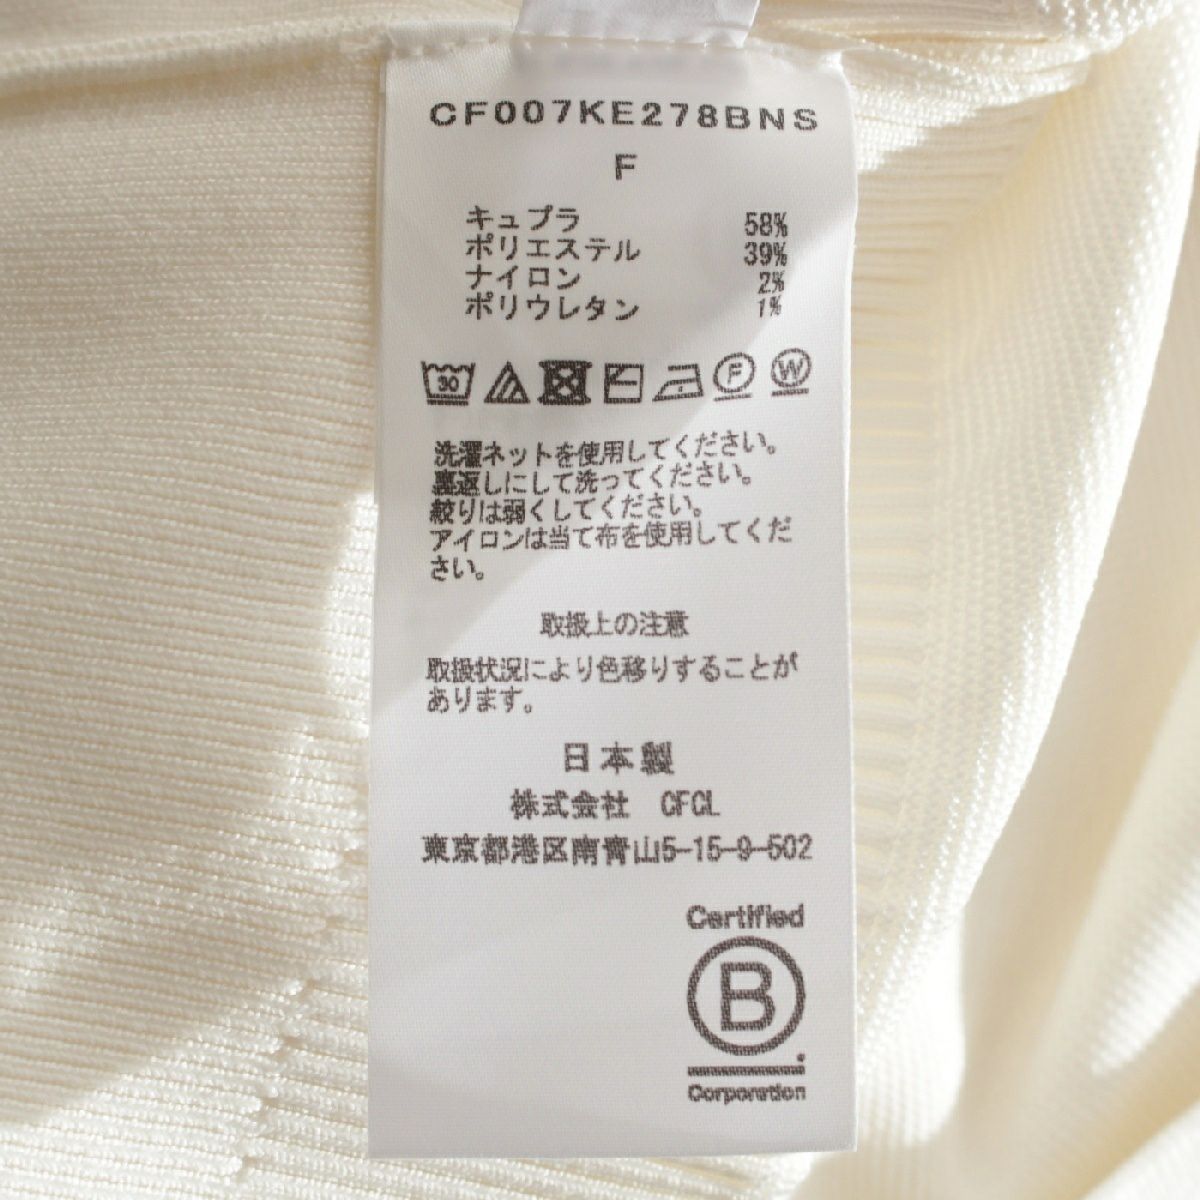 CF007KE278BNS
F
キュプラ 58%
ポリエステル 39%
ナイロン 2%
ポリウレタン 1%
30 F W
洗濯ネットを使用してください。
裏返しにして洗ってください。
絞りは弱くしてください。
アイロンは当て布を使用してくだ
さい。
取扱上の注意
取扱状況により色移りすることが
あります。
日本製
株式会社 CFCL
東京都港区南青山5-15-9-502
Certified
B
Corporation